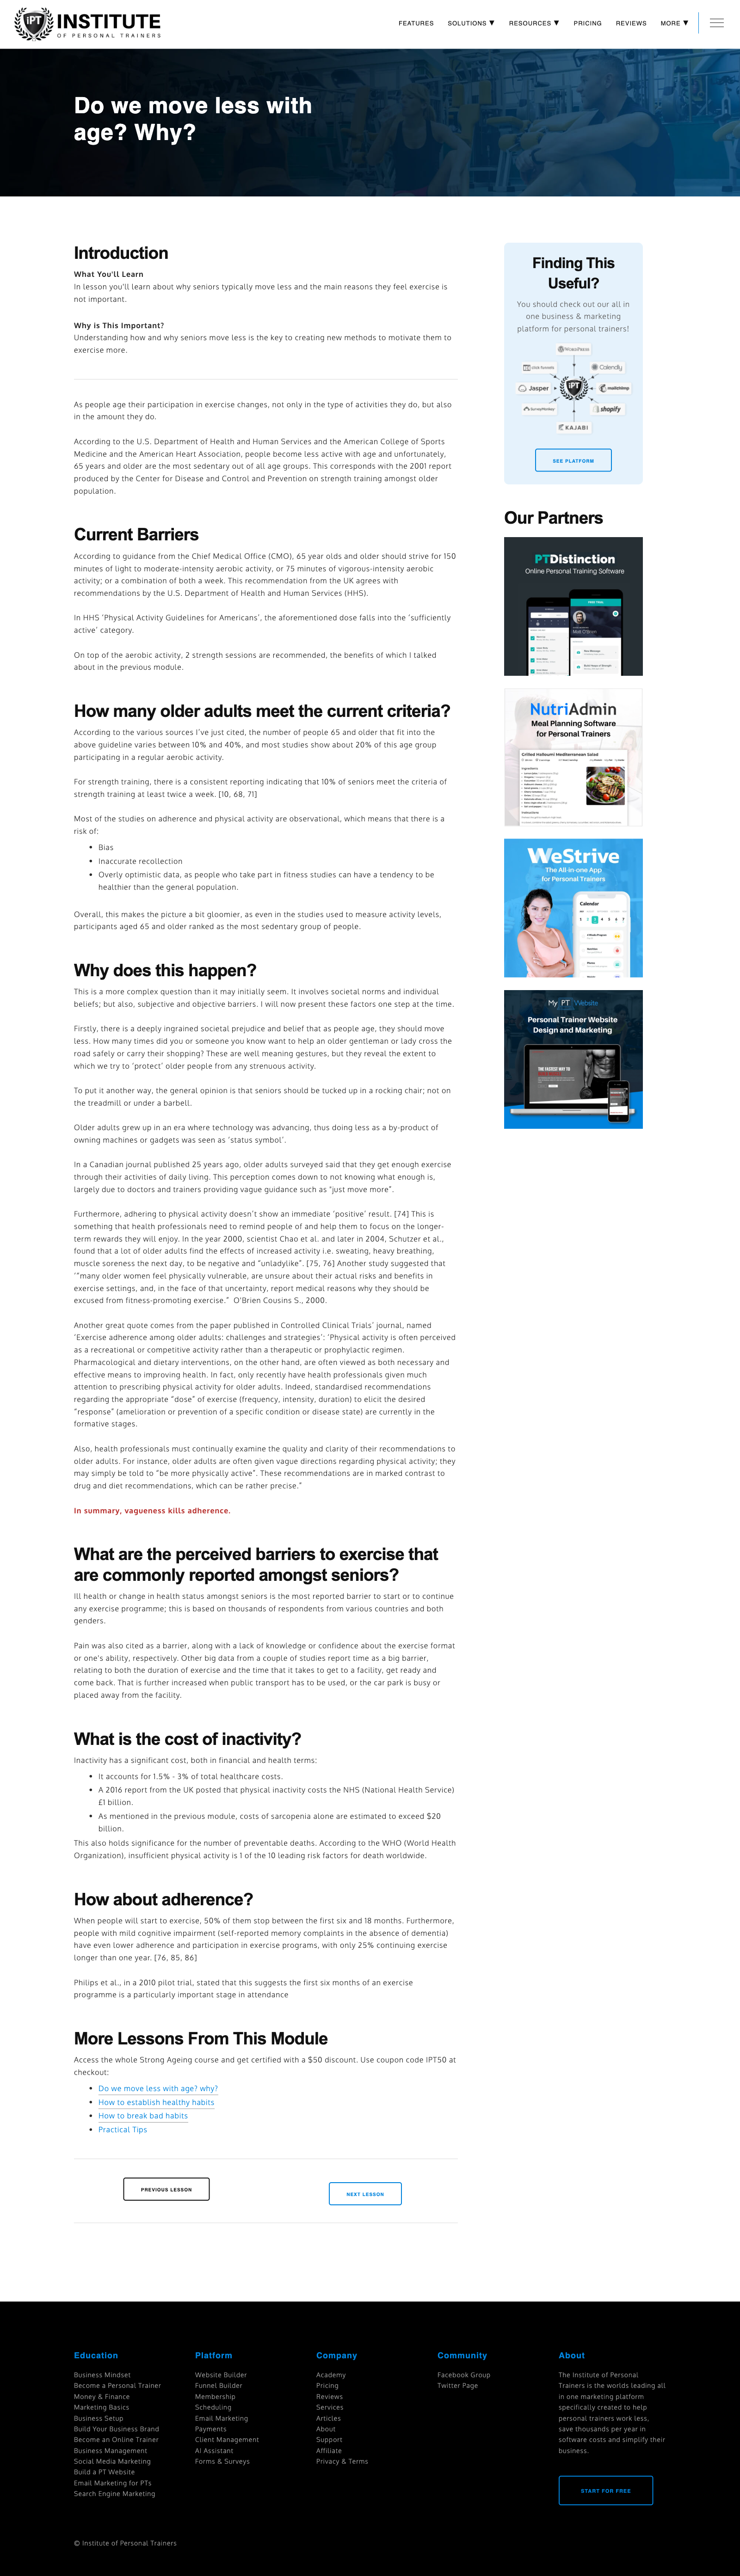 iPT INSTITUTE
OF PERSONAL TRAINERS
FEATURES SOLUTIONS ▼ RESOURCES ▼ PRICING REVIEWS MORE ▼
Do we move less with
age? Why?
Introduction
What You'll Learn
In lesson you'll learn about why seniors typically move less and the main reasons they feel exercise is
not important.
Why is This Important?
Understanding how and why seniors move less is the key to creating new methods to motivate them to
exercise more.
As people age their participation in exercise changes, not only in the type of activities they do, but also
in the amount they do.
According to the U.S. Department of Health and Human Services and the American College of Sports
Medicine and the American Heart Association, people become less active with age and unfortunately,
65 years and older are the most sedentary out of all age groups. This corresponds with the 2001 report
produced by the Center for Disease and Control and Prevention on strength training amongst older
population.
Current Barriers
According to guidance from the Chief Medical Office (CMO), 65 year olds and older should strive for 150
minutes of light to moderate-intensity aerobic activity, or 75 minutes of vigorous-intensity aerobic
activity; or a combination of both a week. This recommendation from the UK agrees with
recommendations by the U.S. Department of Health and Human Services (HHS).
In HHS ‘Physical Activity Guidelines for Americans’, the aforementioned dose falls into the ‘sufficiently
active’ category.
On top of the aerobic activity, 2 strength sessions are recommended, the benefits of which I talked
about in the previous module.
How many older adults meet the current criteria?
According to the various sources I've just cited, the number of people 65 and older that fit into the
above guideline varies between 10% and 40%, and most studies show about 20% of this age group
participating in a regular aerobic activity.
For strength training, there is a consistent reporting indicating that 10% of seniors meet the criteria of
strength training at least twice a week. [10, 68, 71]
Most of the studies on adherence and physical activity are observational, which means that there is a
risk of:
• Bias
• Inaccurate recollection
• Overly optimistic data, as people who take part in fitness studies can have a tendency to be
healthier than the general population.
Overall, this makes the picture a bit gloomier, as even in the studies used to measure activity levels,
participants aged 65 and older ranked as the most sedentary group of people.
Why does this happen?
This is a more complex question than it may initially seem. It involves societal norms and individual
beliefs; but also, subjective and objective barriers. I will now present these factors one step at the time.
Firstly, there is a deeply ingrained societal prejudice and belief that as people age, they should move
less. How many times did you or someone you know want to help an older gentleman or lady cross the
road safely or carry their shopping? These are well meaning gestures, but they reveal the extent to
which we try to ‘protect’ older people from any strenuous activity.
To put it another way, the general opinion is that seniors should be tucked up in a rocking chair; not on
the treadmill or under a barbell.
Older adults grew up in an era where technology was advancing, thus doing less as a by-product of
owning machines or gadgets was seen as ‘status symbol’.
In a Canadian journal published 25 years ago, older adults surveyed said that they get enough exercise
through their activities of daily living. This perception comes down to not knowing what enough is,
largely due to doctors and trainers providing vague guidance such as “just move more”.
Furthermore, adhering to physical activity doesn't show an immediate ‘positive’ result. [74] This is
something that health professionals need to remind people of and help them to focus on the longer-
term rewards they will enjoy. In the year 2000, scientist Chao et al. and later in 2004, Schutzer et al.,
found that a lot of older adults find the effects of increased activity i.e. sweating, heavy breathing,
muscle soreness the next day, to be negative and “unladylike”. [75, 76] Another study suggested that
‘“many older women feel physically vulnerable, are unsure about their actual risks and benefits in
exercise settings, and, in the face of that uncertainty, report medical reasons why they should be
excused from fitness-promoting exercise.” O'Brien Cousins S., 2000.
Another great quote comes from the paper published in Controlled Clinical Trials’ journal, named
‘Exercise adherence among older adults: challenges and strategies’: ‘Physical activity is often perceived
as a recreational or competitive activity rather than a therapeutic or prophylactic regimen.
Pharmacological and dietary interventions, on the other hand, are often viewed as both necessary and
effective means to improving health. In fact, only recently have health professionals given much
attention to prescribing physical activity for older adults. Indeed, standardised recommendations
regarding the appropriate “dose” of exercise (frequency, intensity, duration) to elicit the desired
“response” (amelioration or prevention of a specific condition or disease state) are currently in the
formative stages.
Also, health professionals must continually examine the quality and clarity of their recommendations to
older adults. For instance, older adults are often given vague directions regarding physical activity; they
may simply be told to “be more physically active”. These recommendations are in marked contrast to
drug and diet recommendations, which can be rather precise.”
In summary, vagueness kills adherence.
What are the perceived barriers to exercise that
are commonly reported amongst seniors?
Ill health or change in health status amongst seniors is the most reported barrier to start or to continue
any exercise programme; this is based on thousands of respondents from various countries and both
genders.
Pain was also cited as a barrier, along with a lack of knowledge or confidence about the exercise format
or one's ability, respectively. Other big data from a couple of studies report time as a big barrier,
relating to both the duration of exercise and the time that it takes to get to a facility, get ready and
come back. That is further increased when public transport has to be used, or the car park is busy or
placed away from the facility.
What is the cost of inactivity?
Inactivity has a significant cost, both in financial and health terms:
• It accounts for 1.5% - 3% of total healthcare costs.
• A 2016 report from the UK posted that physical inactivity costs the NHS (National Health Service)
£1 billion.
• As mentioned in the previous module, costs of sarcopenia alone are estimated to exceed $20
billion.
This also holds significance for the number of preventable deaths. According to the WHO (World Health
Organization), insufficient physical activity is 1 of the 10 leading risk factors for death worldwide.
How about adherence?
When people will start to exercise, 50% of them stop between the first six and 18 months. Furthermore,
people with mild cognitive impairment (self-reported memory complaints in the absence of dementia)
have even lower adherence and participation in exercise programs, with only 25% continuing exercise
longer than one year. [76, 85, 86]
Philips et al., in a 2010 pilot trial, stated that this suggests the first six months of an exercise
programme is a particularly important stage in attendance
More Lessons From This Module
Access the whole Strong Ageing course and get certified with a $50 discount. Use coupon code IPT50 at
checkout:
• Do we move less with age? why?
• How to establish healthy habits
• How to break bad habits
• Practical Tips
PREVIOUS LESSON
NEXT LESSON
Finding This
Useful?
You should check out our all in
one business & marketing
platform for personal trainers!
WORDPRESS
click funnels
Calendly
Jasper
IPT
mailchimp
SurveyMonkey
shopify
KAJABI
SEE PLATFORM
Our Partners
PTDistinction
Online Personal Training Software
NutriAdmin
Meal Planning Software
for Personal Trainers
Grilled Halloumi Mediterranean Salad
WeStrive
The All-in-one App
for Personal Trainers
Calendar
My PT Website
Personal Trainer Website
Design and Marketing
Education
Business Mindset
Become a Personal Trainer
Money & Finance
Marketing Basics
Business Setup
Build Your Business Brand
Become an Online Trainer
Business Management
Social Media Marketing
Build a PT Website
Email Marketing for PTs
Search Engine Marketing
Platform
Website Builder
Funnel Builder
Membership
Scheduling
Email Marketing
Payments
Client Management
AI Assistant
Forms & Surveys
Company
Academy
Pricing
Reviews
Services
Articles
About
Support
Affiliate
Privacy & Terms
Community
Facebook Group
Twitter Page
About
The Institute of Personal
Trainers is the worlds leading all
in one marketing platform
specifically created to help
personal trainers work less,
save thousands per year in
software costs and simplify their
business.
START FOR FREE
© Institute of Personal Trainers